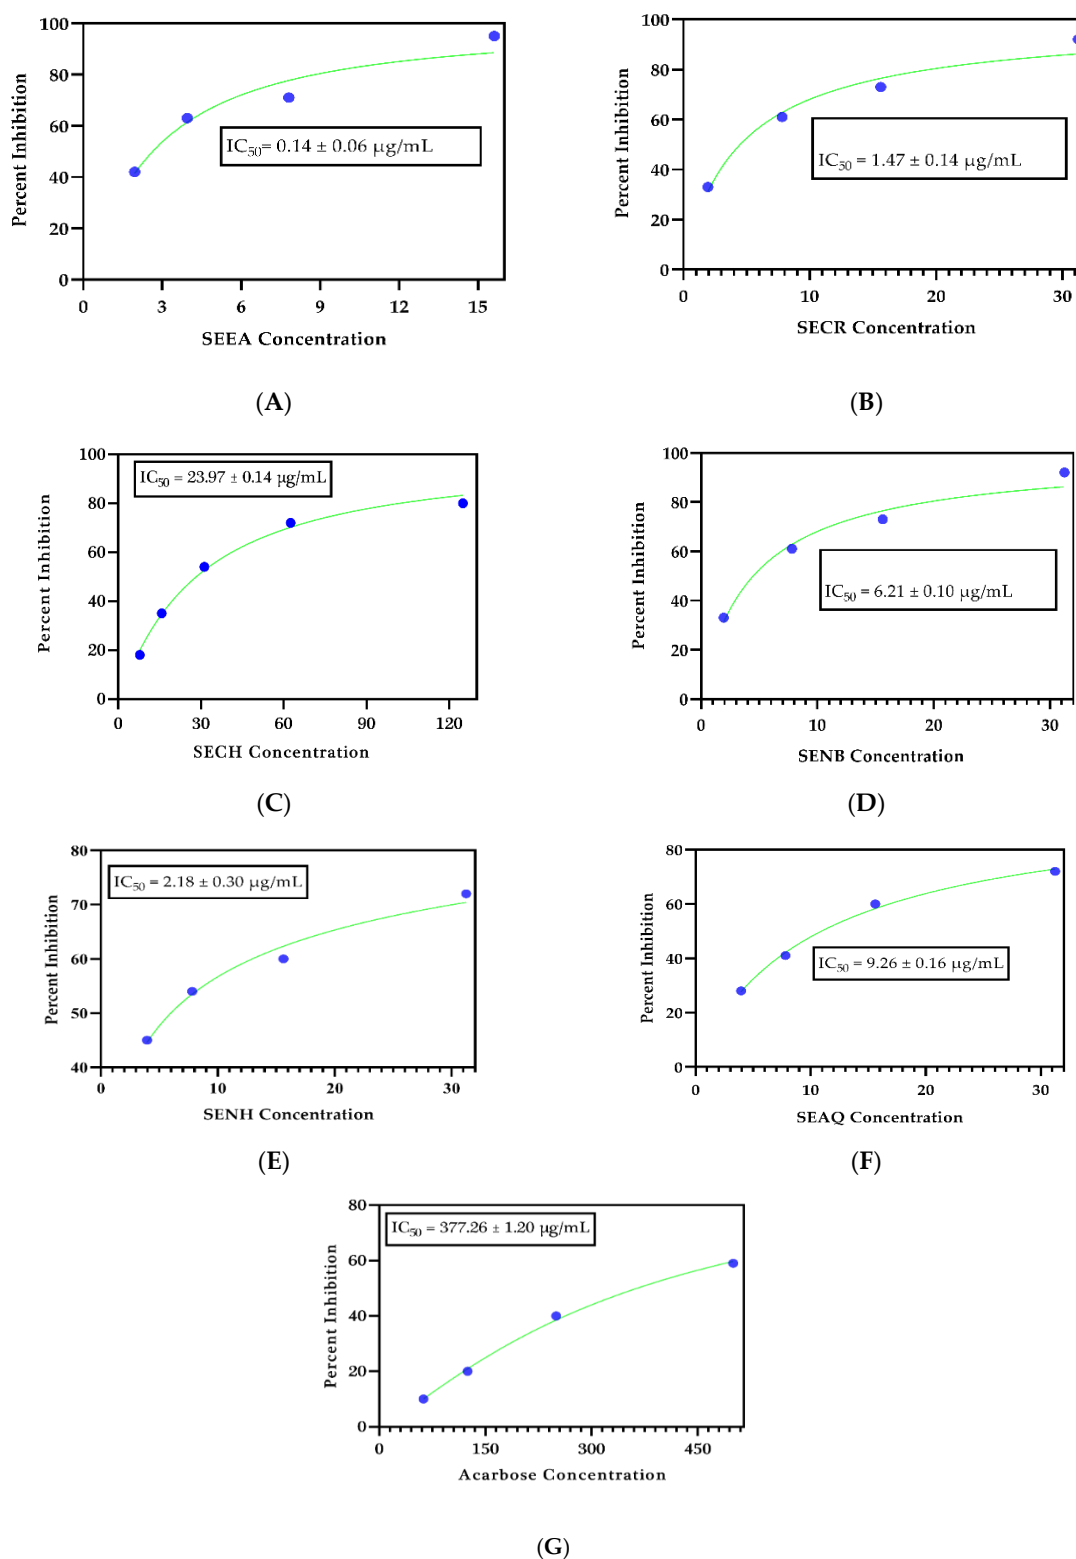 100
80
60
40
20
0
Percent Inhibition
IC50= 0.14 ± 0.06 µg/mL
0 3 6 9 12 15
SEEA Concentration
(A)
100
80
60
40
20
0
Percent Inhibition
IC50 = 1.47 ± 0.14 µg/mL
0 10 20 30
SECR Concentration
(B)
100
80
60
40
20
0
Percent Inhibition
IC50 = 23.97 ± 0.14 µg/mL
0 30 60 90 120
SECH Concentration
(C)
100
80
60
40
20
0
Percent Inhibition
IC50 = 6.21 ± 0.10 µg/mL
0 10 20 30
SENB Concentration
(D)
80
70
60
50
40
Percent Inhibition
IC50 = 2.18 ± 0.30 µg/mL
0 10 20 30
SENH Concentration
(E)
80
60
40
20
0
Percent Inhibition
IC50 = 9.26 ± 0.16 µg/mL
0 10 20 30
SEAQ Concentration
(F)
80
60
40
20
0
Percent Inhibition
IC50 = 377.26 ± 1.20 µg/mL
0 150 300 450
Acarbose Concentration
(G)